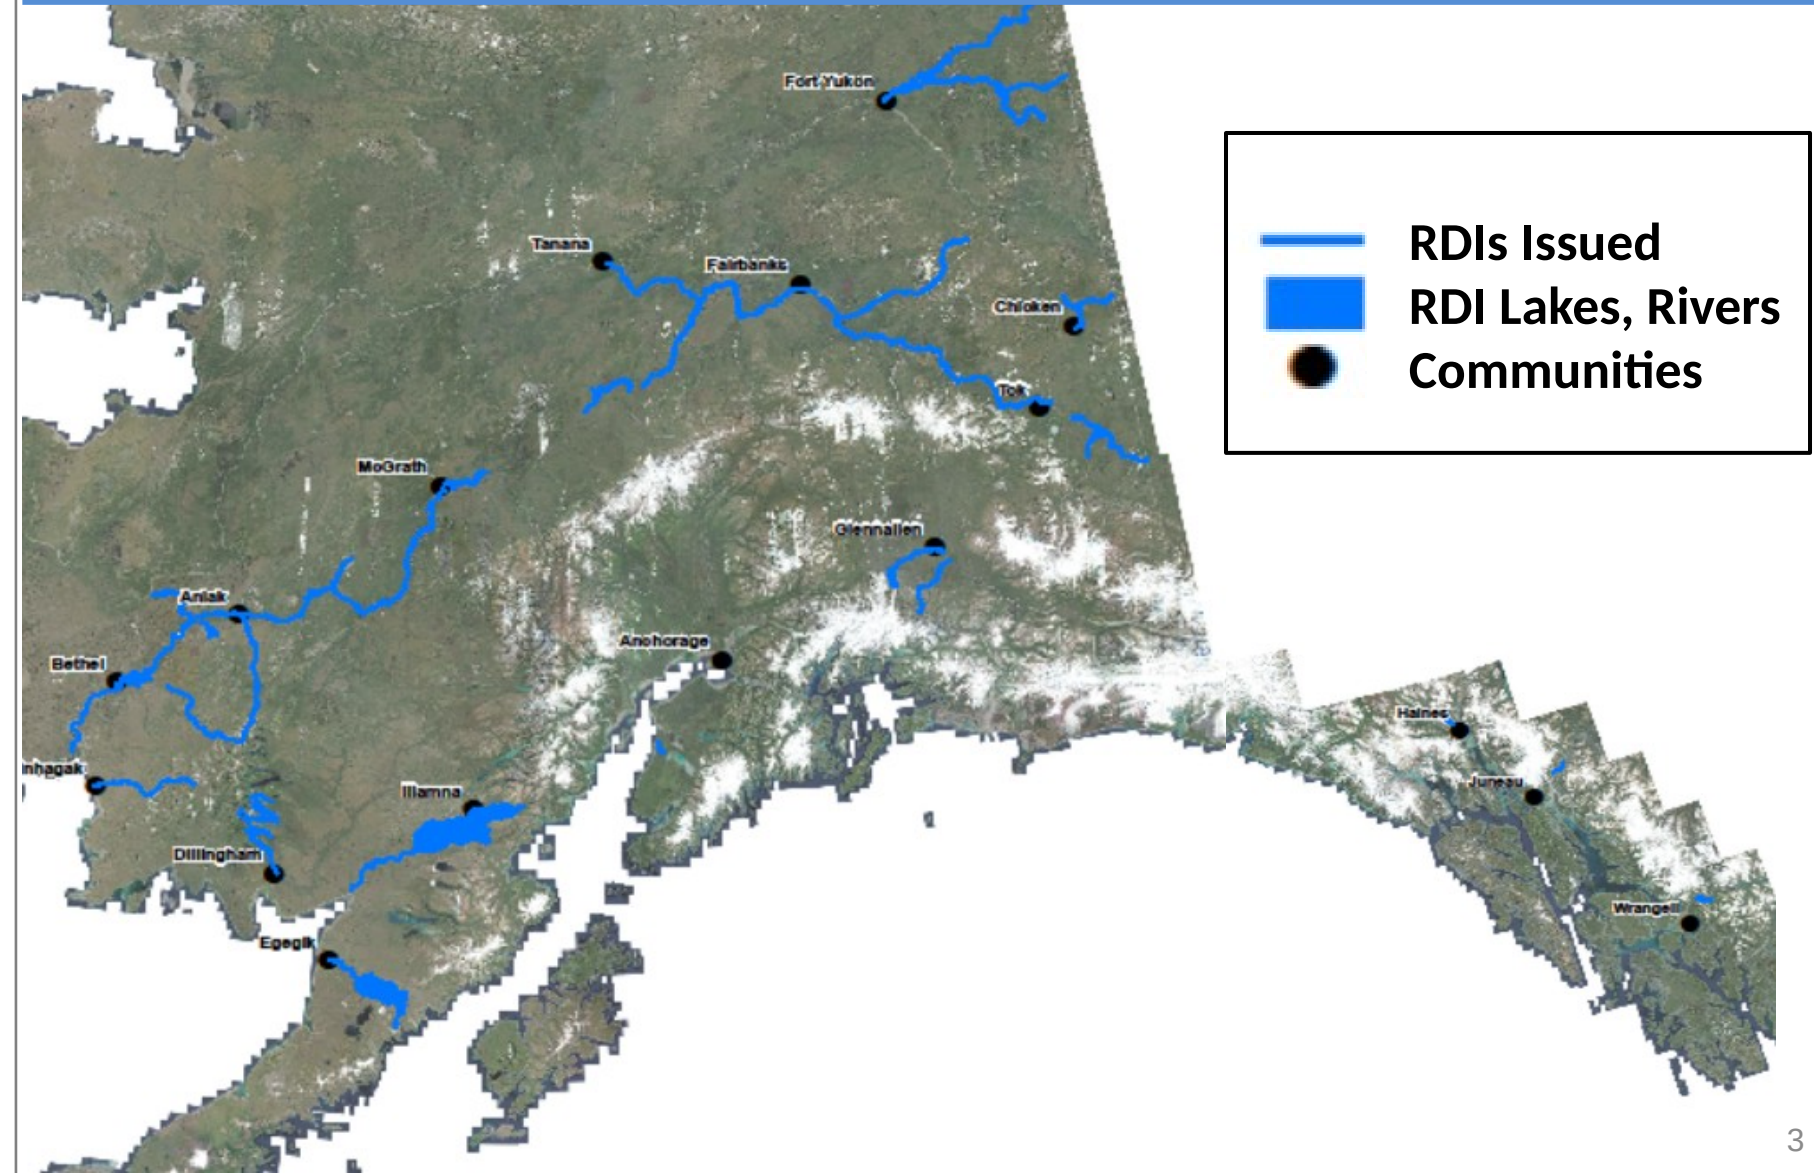 Fort Yukon
RDIs Issued
RDI Lakes, Rivers
Communities
Tanana
Fairbanks
Chicken
Tok
McGrath
Glennallen
Aniak
Anchorage
Bethel
Haines
nhagak
Juneau
Iliamna
Dillingham
Wrangell
Egegik
3